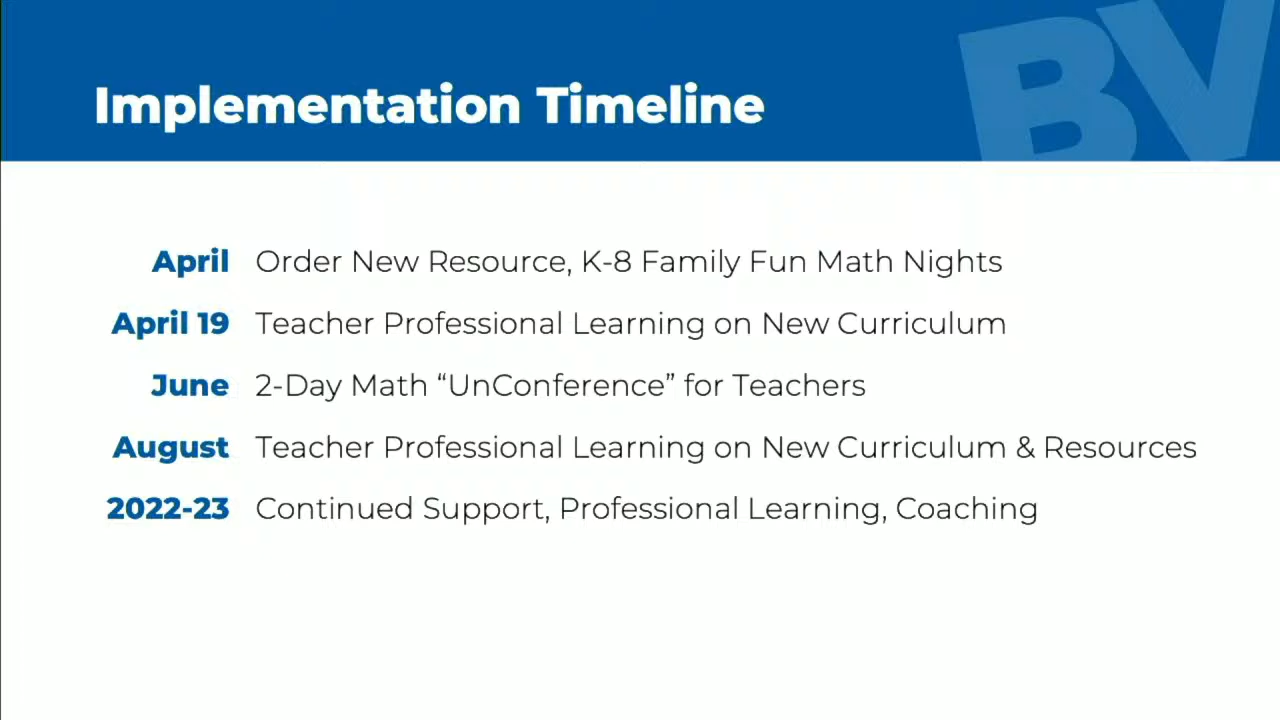 BV
Implementation Timeline
April Order New Resource, K-8 Family Fun Math Nights
April 19 Teacher Professional Learning on New Curriculum
June 2-Day Math “UnConference” for Teachers
August Teacher Professional Learning on New Curriculum & Resources
2022-23 Continued Support, Professional Learning, Coaching